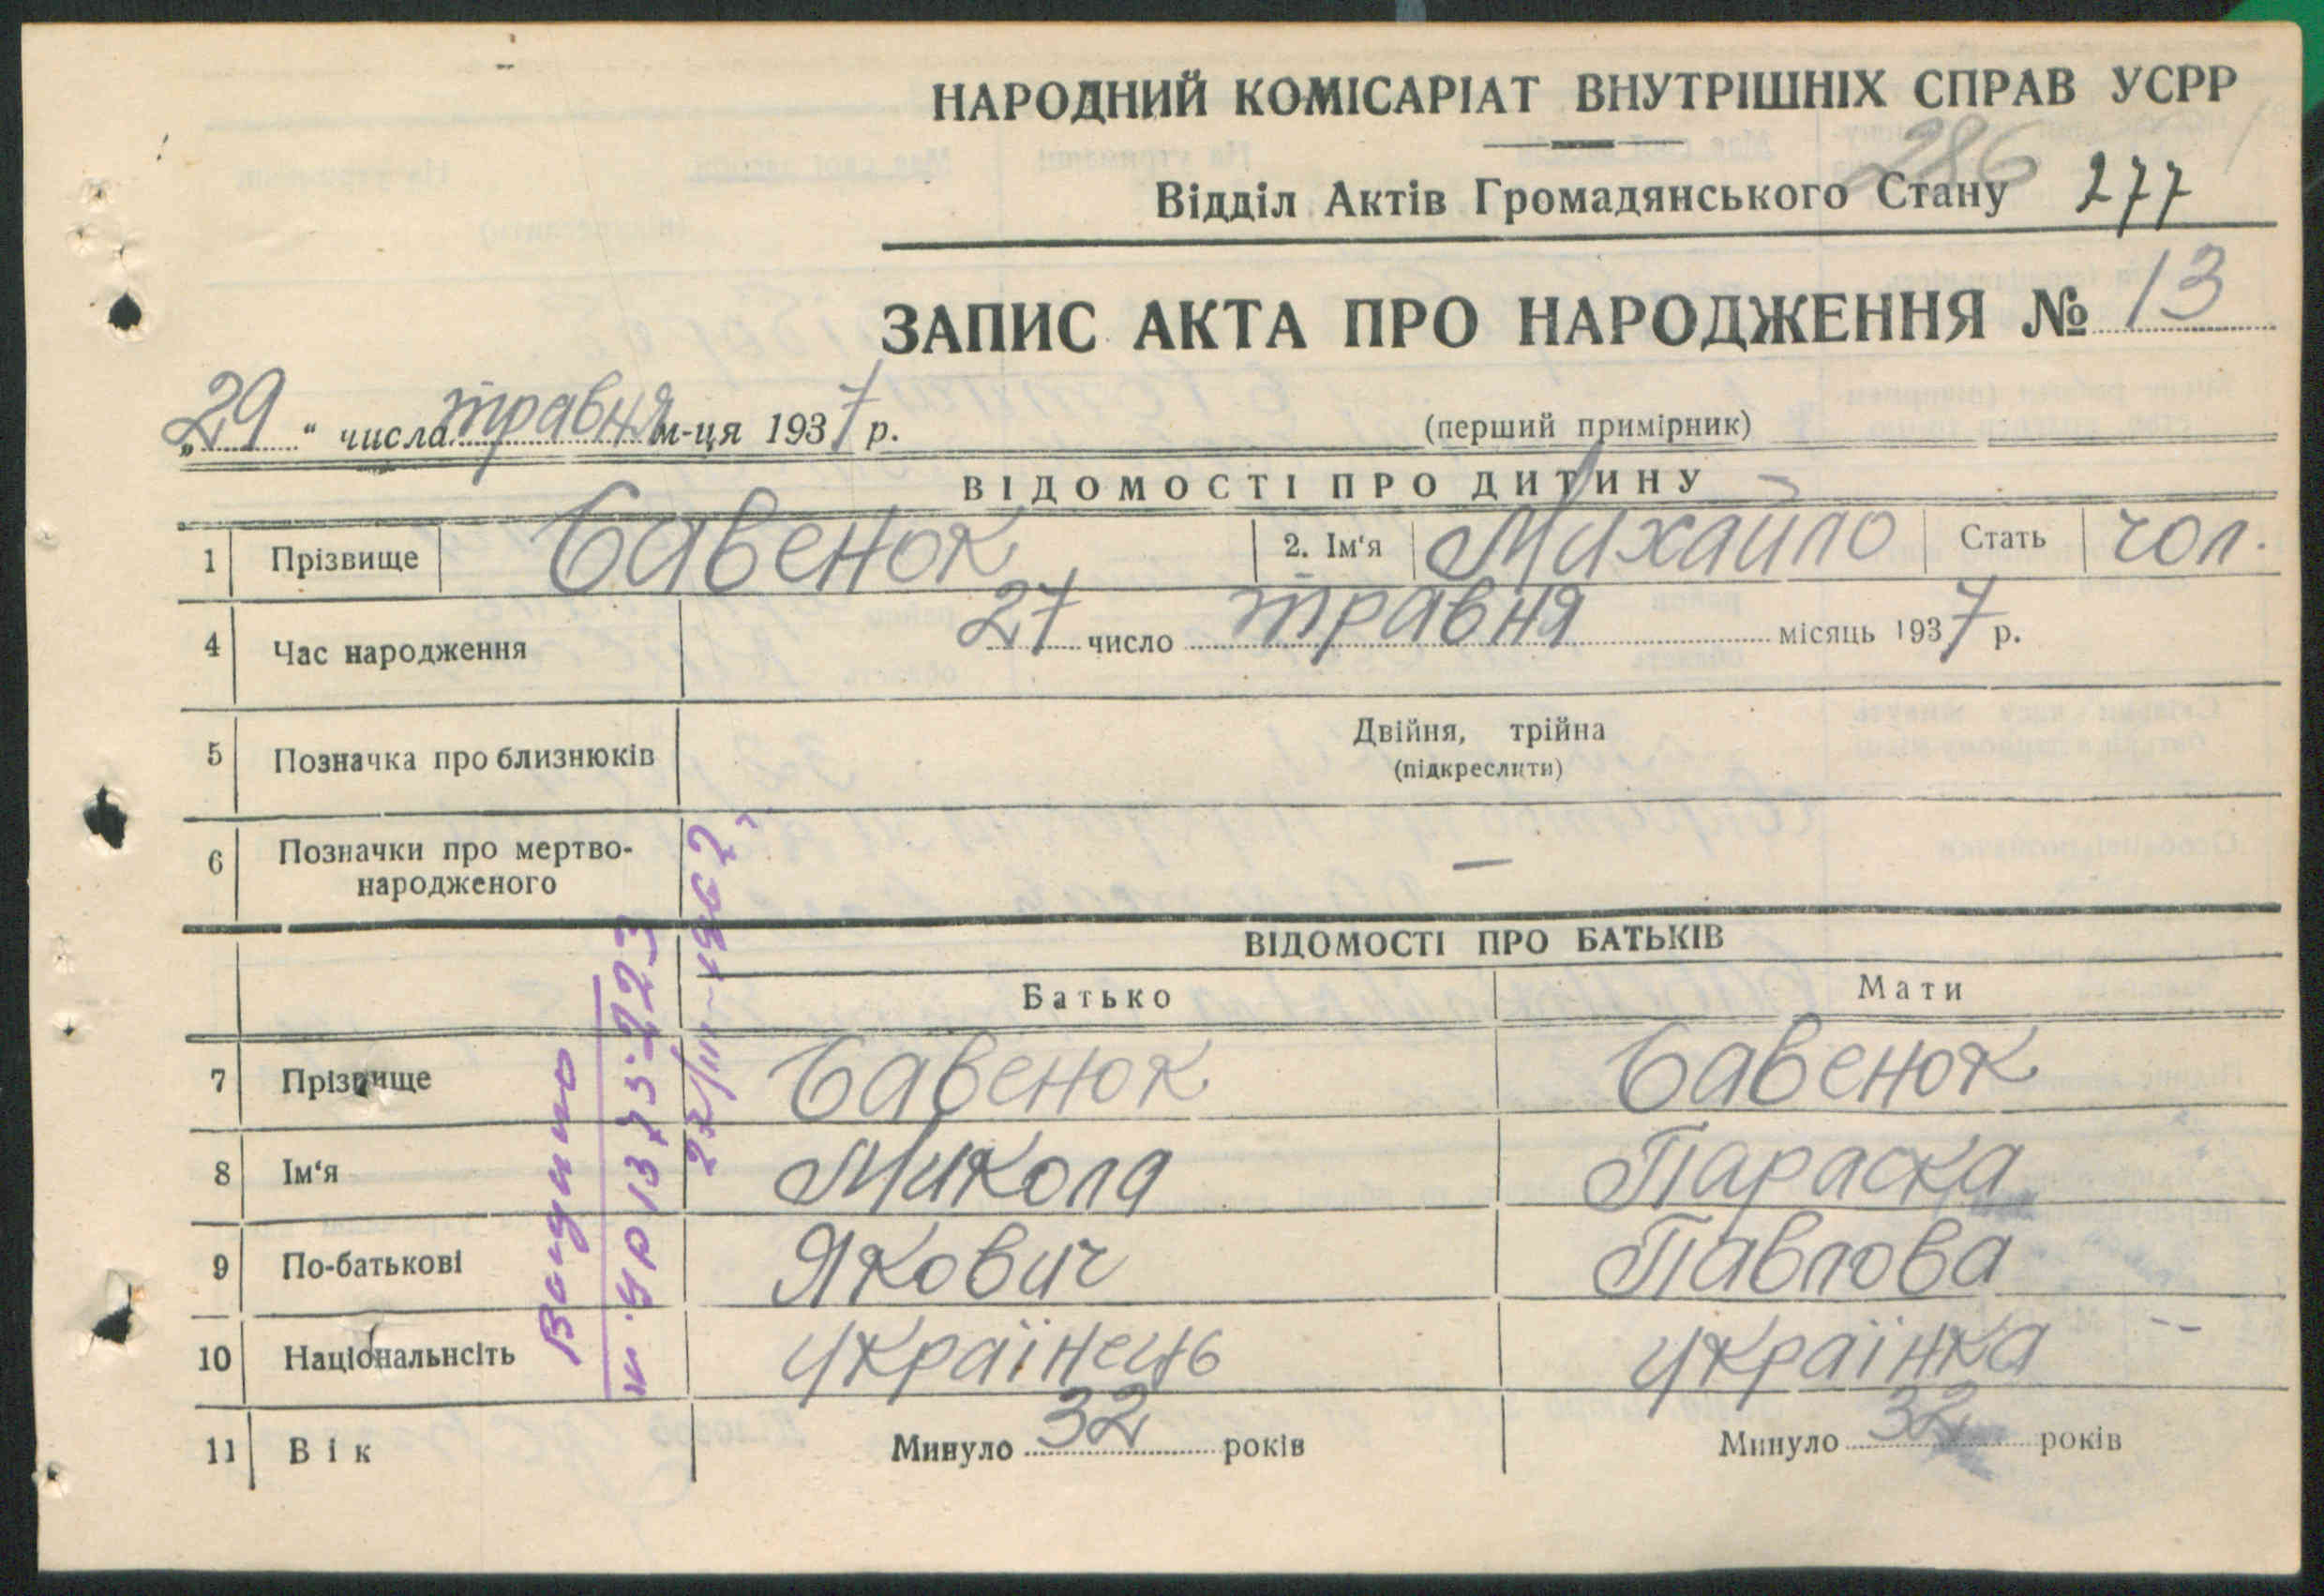 НАРОДНИЙ КОМІСАРІАТ ВНУТРІШНІХ СПРАВ УСРР
286
Відділ Актів Громадянського Стану 277
ЗАПИС АКТА ПРО НАРОДЖЕННЯ № 13
„29“ числа травня м-ця 1937 р.
(перший примірник)
ВІДОМОСТІ ПРО ДИТИНУ
1 Прізвище Бавенок 2. Ім'я Михайло Стать чол.
4 Час народження 27 число травня місяць 1937 р.
5 Позначка про близнюків Двійня, трійна
(підкреслити)
6 Позначки про мертво-
народженого —
ВІДОМОСТІ ПРО БАТЬКІВ
Батько Мати
7 Прізвище Бавенок Бавенок
8 Ім'я Микола Параска
9 По-батькові Якович Павлова
10 Національнсіть Українець Українка
11 Вік Минуло 32 років Минуло 32 років